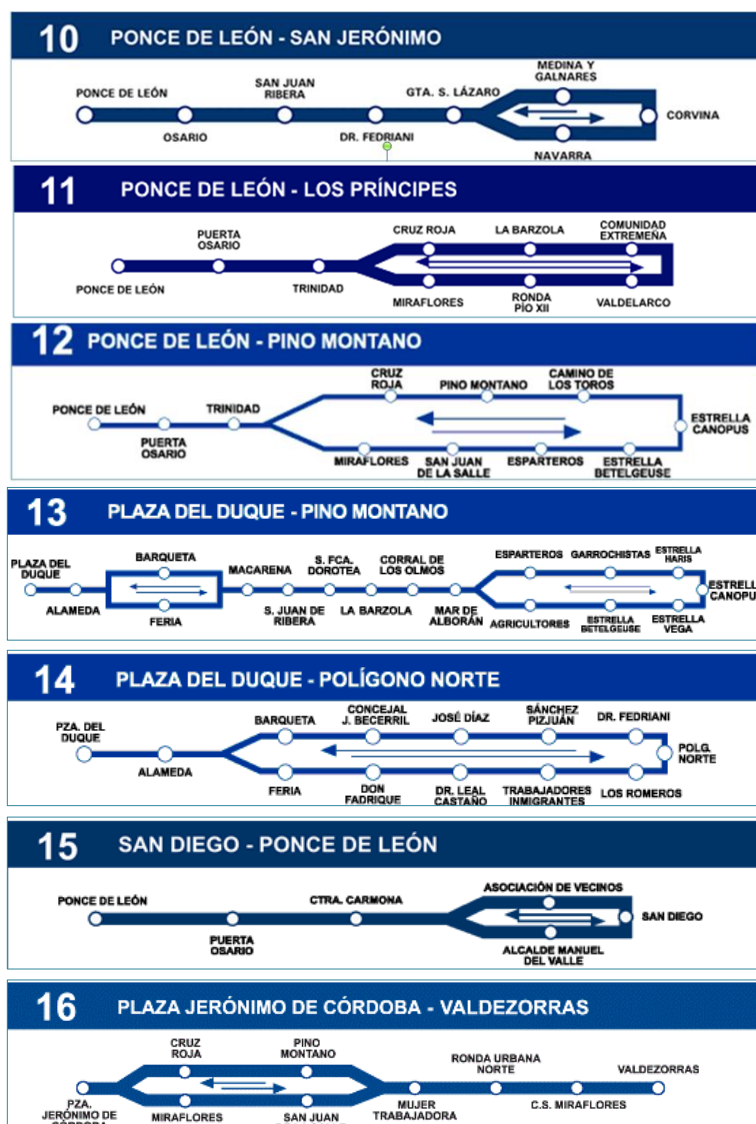 10 PONCE DE LEÓN - SAN JERÓNIMO
PONCE DE LEÓN
OSARIO
SAN JUAN
RIBERA
DR. FEDRIANI
GTA. S. LÁZARO
MEDINA Y
GALNARES
NAVARRA
CORVINA
11 PONCE DE LEÓN - LOS PRÍNCIPES
PONCE DE LEÓN
PUERTA
OSARIO
TRINIDAD
CRUZ ROJA
LA BARZOLA
COMUNIDAD
EXTREMEÑA
MIRAFLORES
RONDA
PÍO XII
VALDELARCO
12 PONCE DE LEÓN - PINO MONTANO
PONCE DE LEÓN
PUERTA
OSARIO
TRINIDAD
CRUZ
ROJA
PINO MONTANO
CAMINO DE
LOS TOROS
ESTRELLA
CANOPUS
MIRAFLORES
SAN JUAN
DE LA SALLE
ESPARTEROS
ESTRELLA
BETELGEUSE
13 PLAZA DEL DUQUE - PINO MONTANO
PLAZA DEL
DUQUE
ALAMEDA
BARQUETA
FERIA
MACARENA
S. JUAN DE
RIBERA
S. FCA.
DOROTEA
LA BARZOLA
CORRAL DE
LOS OLMOS
MAR DE
ALBORÁN
ESPARTEROS
GARROCHISTAS
ESTRELLA
HARIS
ESTRELL
CANOPU
AGRICULTORES
ESTRELLA
BETELGEUSE
ESTRELLA
VEGA
14 PLAZA DEL DUQUE - POLÍGONO NORTE
PZA. DEL
DUQUE
ALAMEDA
BARQUETA
CONCEJAL
J. BECERRIL
JOSÉ DÍAZ
SÁNCHEZ
PIZJUÁN
DR. FEDRIANI
POLG.
NORTE
FERIA
DON
FADRIQUE
DR. LEAL
CASTAÑO
TRABAJADORES
INMIGRANTES
LOS ROMEROS
15 SAN DIEGO - PONCE DE LEÓN
PONCE DE LEÓN
PUERTA
OSARIO
CTRA. CARMONA
ASOCIACIÓN DE VECINOS
SAN DIEGO
ALCALDE MANUEL
DEL VALLE
16 PLAZA JERÓNIMO DE CÓRDOBA - VALDEZORRAS
PZA.
JERÓNIMO DE
CÓRDOBA
CRUZ
ROJA
PINO
MONTANO
MIRAFLORES
SAN JUAN
MUJER
TRABAJADORA
RONDA URBANA
NORTE
C.S. MIRAFLORES
VALDEZORRAS